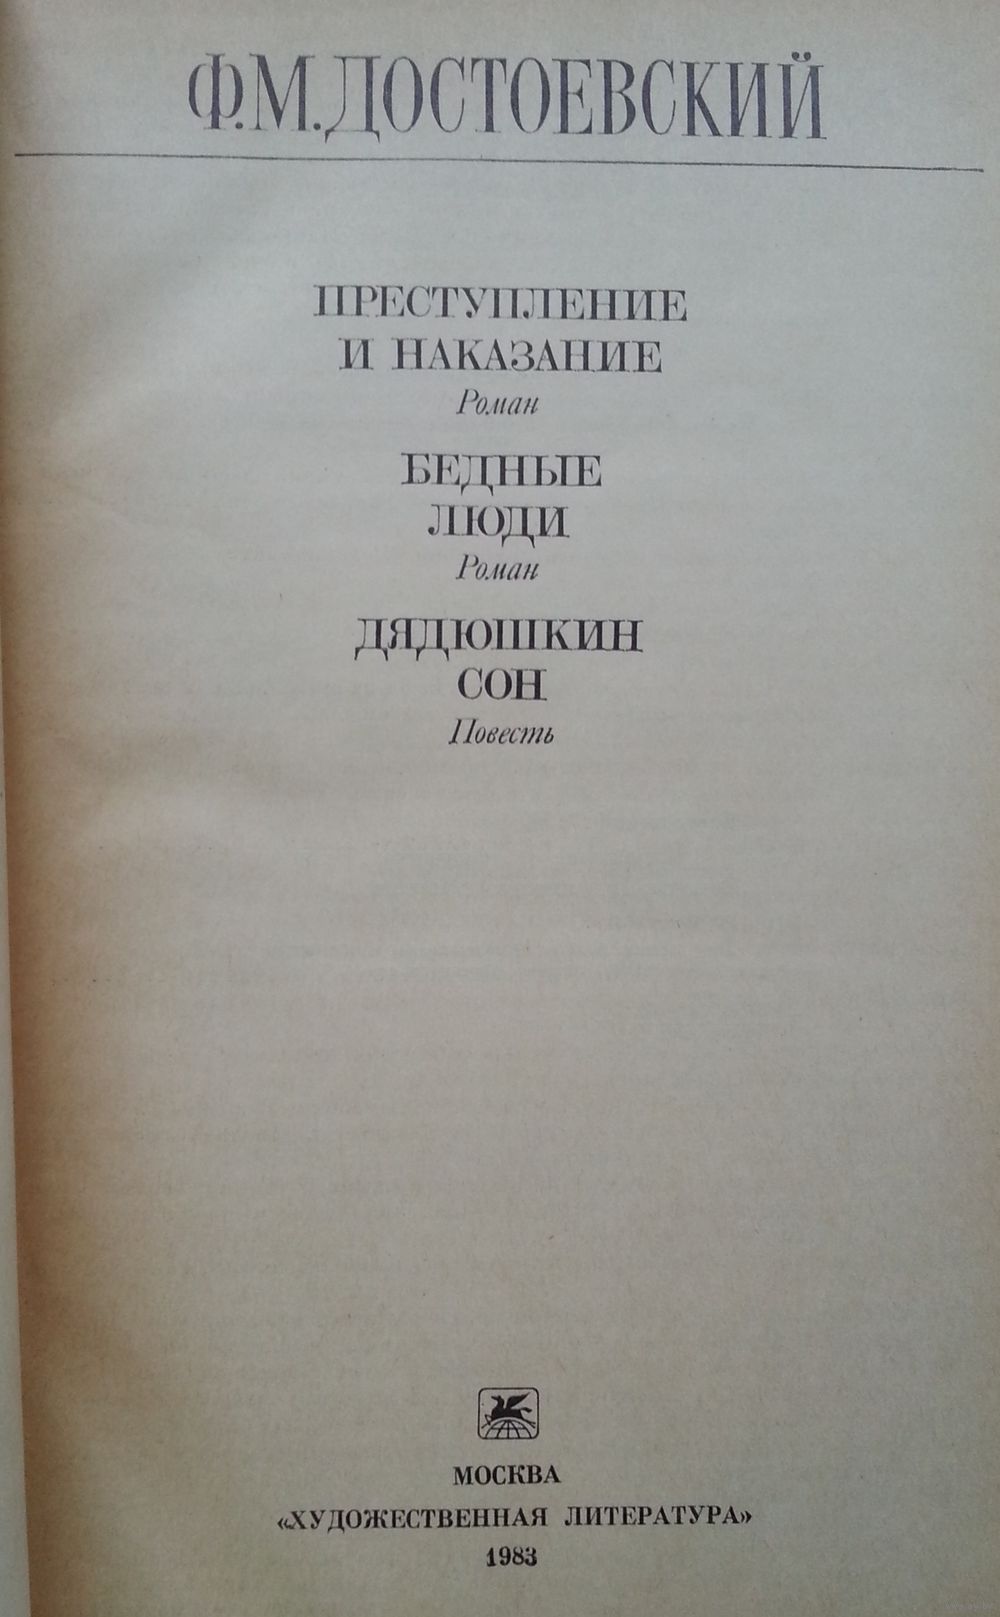 Ф.М.ДОСТОЕВСКИЙ
ПРЕСТУПЛЕНИЕ
И НАКАЗАНИЕ
Роман
БЕДНЫЕ
ЛЮДИ
Роман
ДЯДЮШКИН
СОН
Повесть
МОСКВА
«ХУДОЖЕСТВЕННАЯ ЛИТЕРАТУРА»
1983